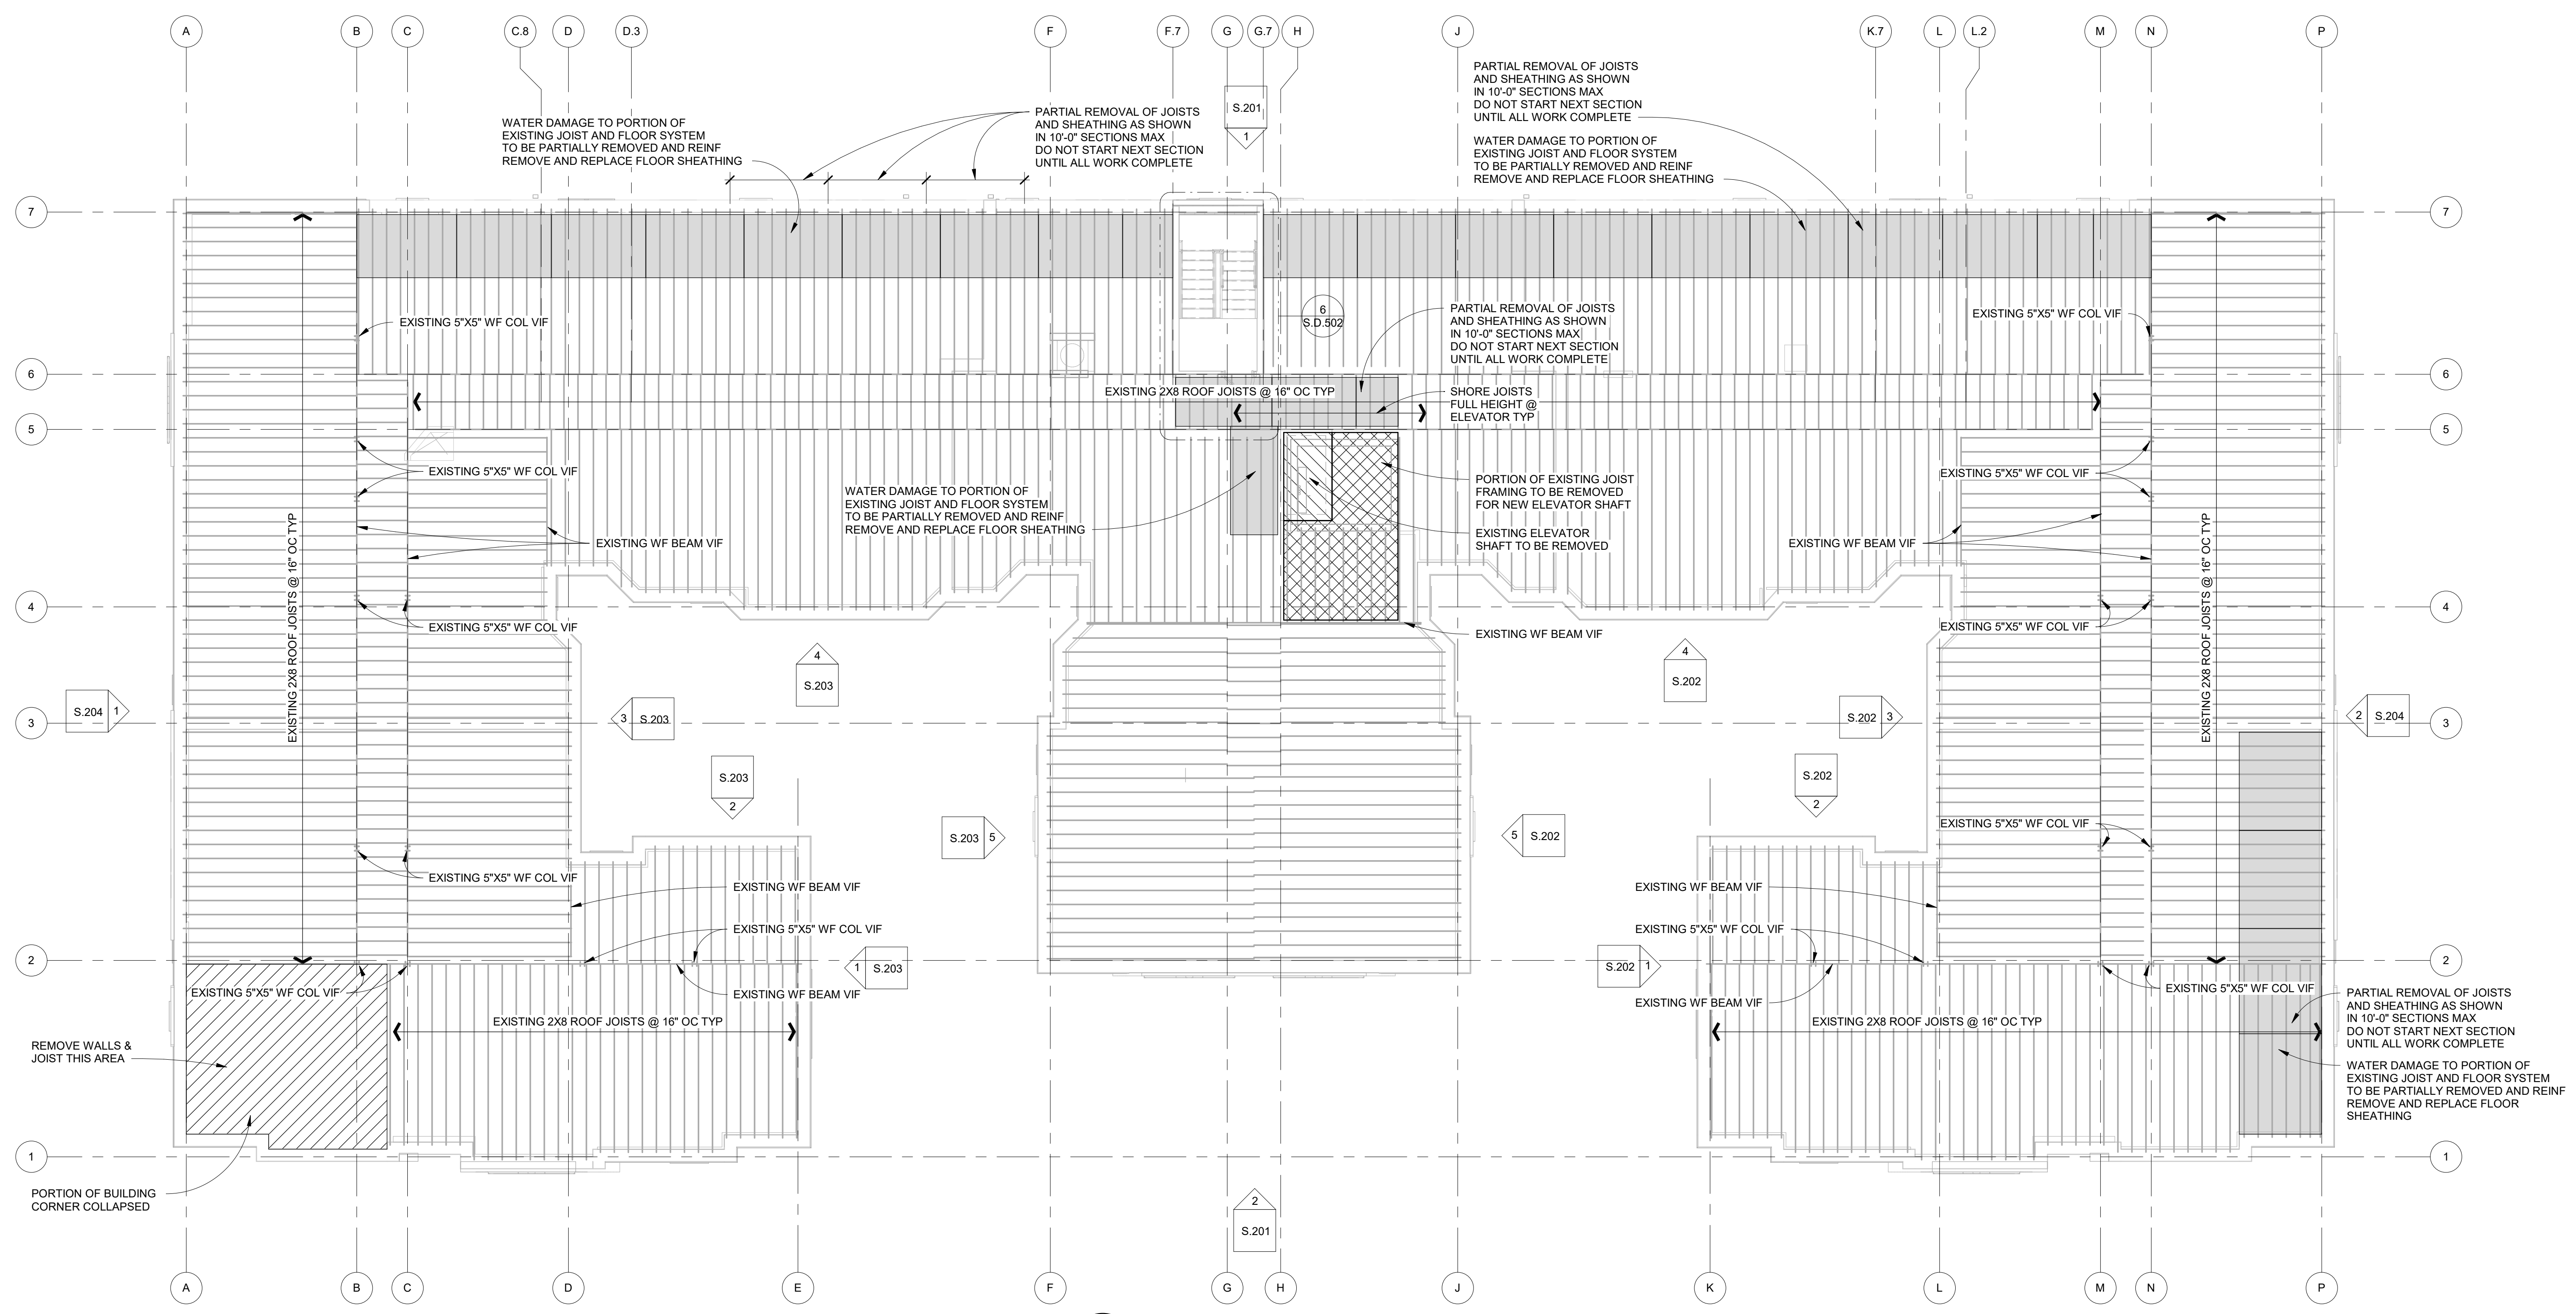 A
B
C
C.8
D
D.3
F
F.7
G
G.7
H
J
K.7
L
L.2
M
N
P
PARTIAL REMOVAL OF JOISTS
AND SHEATHING AS SHOWN
IN 10'-0" SECTIONS MAX
DO NOT START NEXT SECTION
UNTIL ALL WORK COMPLETE
WATER DAMAGE TO PORTION OF
EXISTING JOIST AND FLOOR SYSTEM
TO BE PARTIALLY REMOVED AND REINF
REMOVE AND REPLACE FLOOR SHEATHING
PARTIAL REMOVAL OF JOISTS
AND SHEATHING AS SHOWN
IN 10'-0" SECTIONS MAX
DO NOT START NEXT SECTION
UNTIL ALL WORK COMPLETE
S.201
1
WATER DAMAGE TO PORTION OF
EXISTING JOIST AND FLOOR SYSTEM
TO BE PARTIALLY REMOVED AND REINF
REMOVE AND REPLACE FLOOR SHEATHING
7
7
EXISTING 5"X5" WF COL VIF
6
S.D.502
PARTIAL REMOVAL OF JOISTS
AND SHEATHING AS SHOWN
IN 10'-0" SECTIONS MAX
DO NOT START NEXT SECTION
UNTIL ALL WORK COMPLETE
EXISTING 5"X5" WF COL VIF
6
6
EXISTING 2X8 ROOF JOISTS @ 16" OC TYP
SHORE JOISTS
FULL HEIGHT @
ELEVATOR TYP
5
5
EXISTING 5"X5" WF COL VIF
EXISTING 5"X5" WF COL VIF
WATER DAMAGE TO PORTION OF
EXISTING JOIST AND FLOOR SYSTEM
TO BE PARTIALLY REMOVED AND REINF
REMOVE AND REPLACE FLOOR SHEATHING
PORTION OF EXISTING JOIST
FRAMING TO BE REMOVED
FOR NEW ELEVATOR SHAFT
EXISTING ELEVATOR
SHAFT TO BE REMOVED
EXISTING WF BEAM VIF
EXISTING WF BEAM VIF
EXISTING 2X8 ROOF JOISTS @ 16" OC TYP
EXISTING 2X8 ROOF JOISTS @ 16" OC TYP
4
4
EXISTING 5"X5" WF COL VIF
EXISTING WF BEAM VIF
EXISTING 5"X5" WF COL VIF
4
S.203
4
S.202
S.204
1
3
S.203
S.202
3
2
S.204
3
3
S.203
2
S.202
2
S.203
5
5
S.202
EXISTING 5"X5" WF COL VIF
EXISTING 5"X5" WF COL VIF
EXISTING WF BEAM VIF
EXISTING WF BEAM VIF
EXISTING 5"X5" WF COL VIF
EXISTING 5"X5" WF COL VIF
2
1
S.203
S.202
1
2
EXISTING 5"X5" WF COL VIF
EXISTING WF BEAM VIF
EXISTING WF BEAM VIF
EXISTING 5"X5" WF COL VIF
EXISTING 2X8 ROOF JOISTS @ 16" OC TYP
EXISTING 2X8 ROOF JOISTS @ 16" OC TYP
PARTIAL REMOVAL OF JOISTS
AND SHEATHING AS SHOWN
IN 10'-0" SECTIONS MAX
DO NOT START NEXT SECTION
UNTIL ALL WORK COMPLETE
REMOVE WALLS &
JOIST THIS AREA
WATER DAMAGE TO PORTION OF
EXISTING JOIST AND FLOOR SYSTEM
TO BE PARTIALLY REMOVED AND REINF
REMOVE AND REPLACE FLOOR
SHEATHING
1
1
PORTION OF BUILDING
CORNER COLLAPSED
2
S.201
A
B
C
D
E
F
G
H
J
K
L
M
N
P